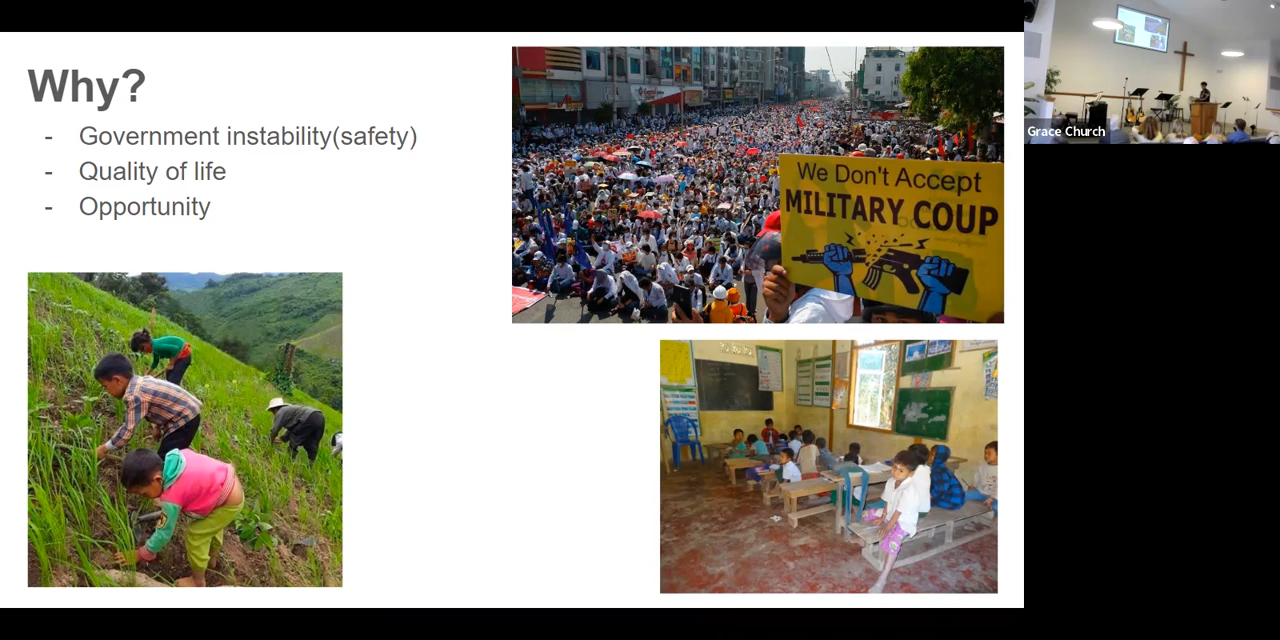 Why?
- Government instability(safety)
- Quality of life
- Opportunity
We Don't Accept
MILITARY COUP
Grace Church